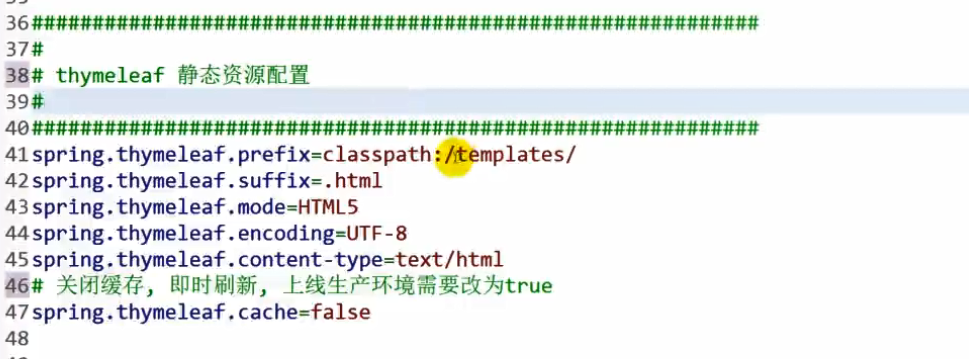 36############################################################
37#
38# thymeleaf 静态资源配置
39#
40############################################################
41spring.thymeleaf.prefix=classpath:/templates/
42spring.thymeleaf.suffix=.html
43spring.thymeleaf.mode=HTML5
44spring.thymeleaf.encoding=UTF-8
45spring.thymeleaf.content-type=text/html
46# 关闭缓存, 即时刷新, 上线生产环境需要改为true
47spring.thymeleaf.cache=false
48